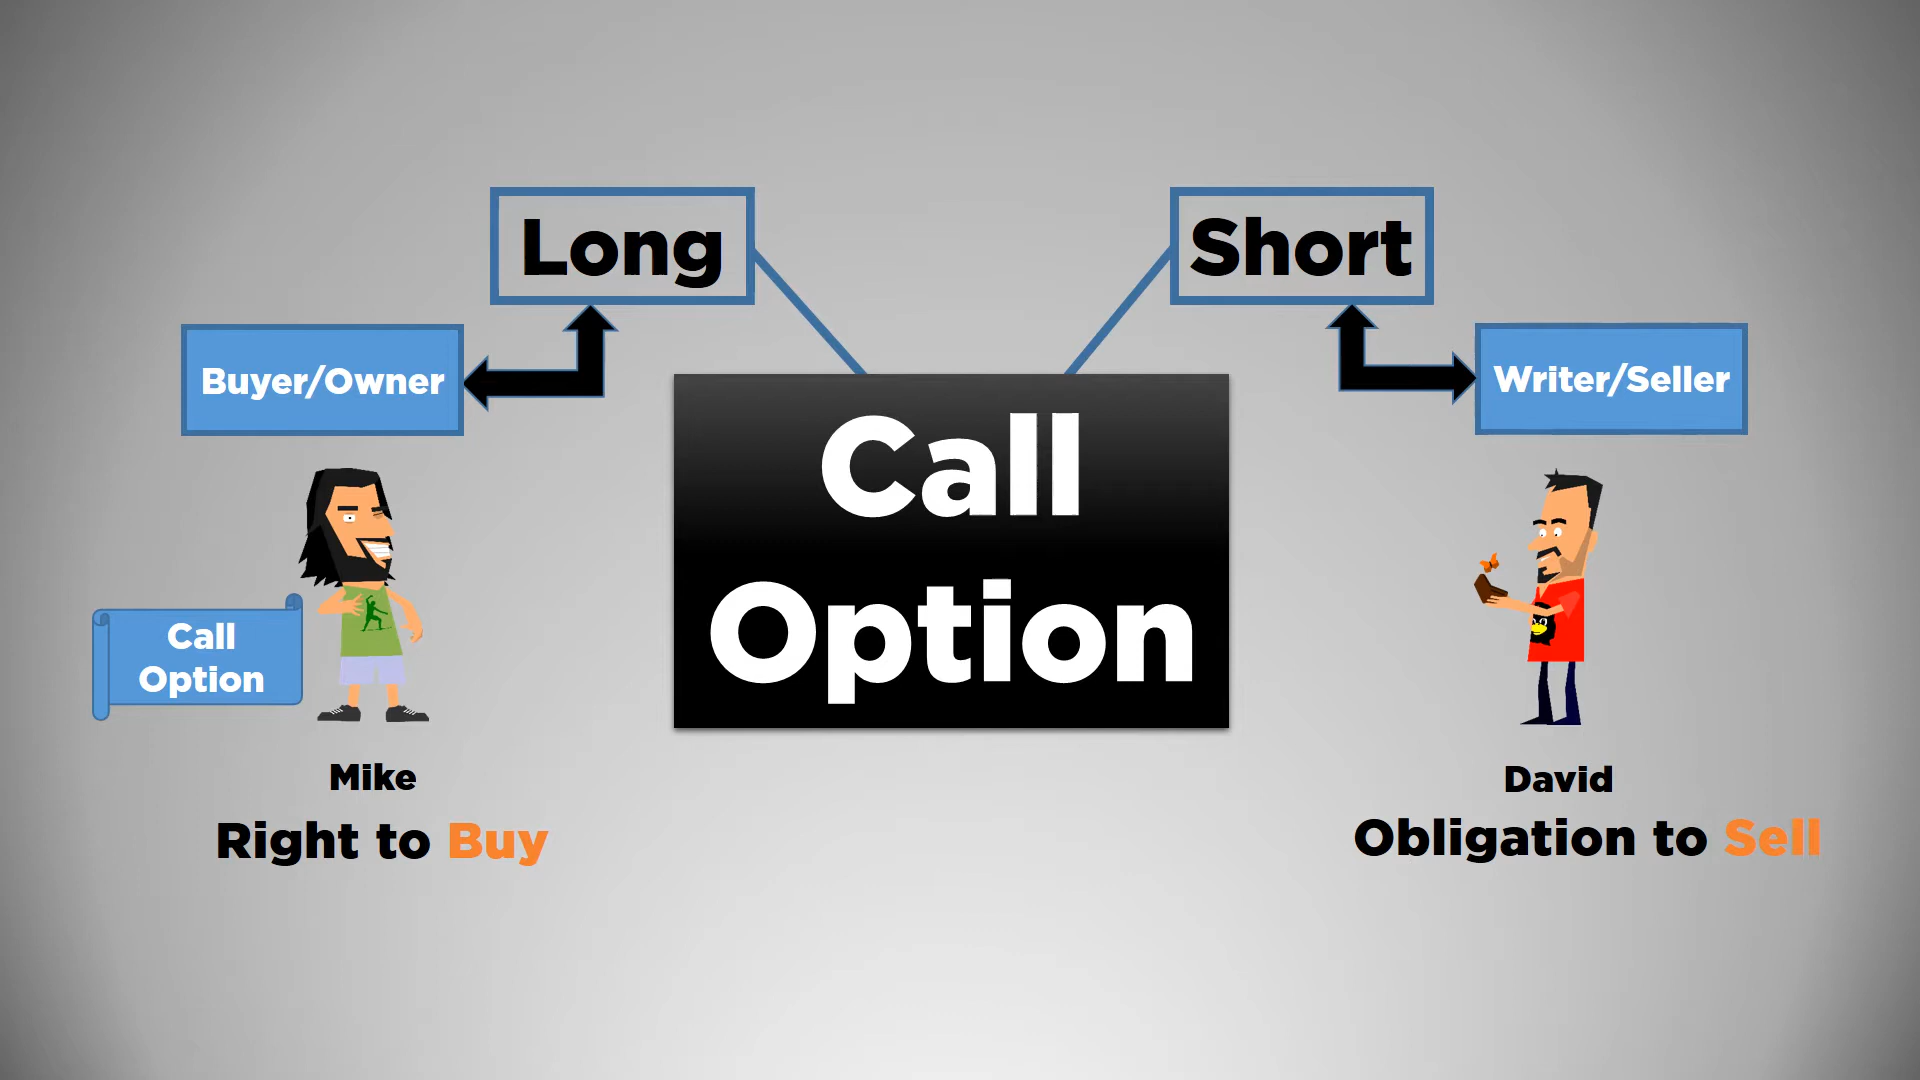 Long
Short
Buyer/Owner
Writer/Seller
Call
Option
Call
Option
Mike
David
Right to Buy
Obligation to Sell